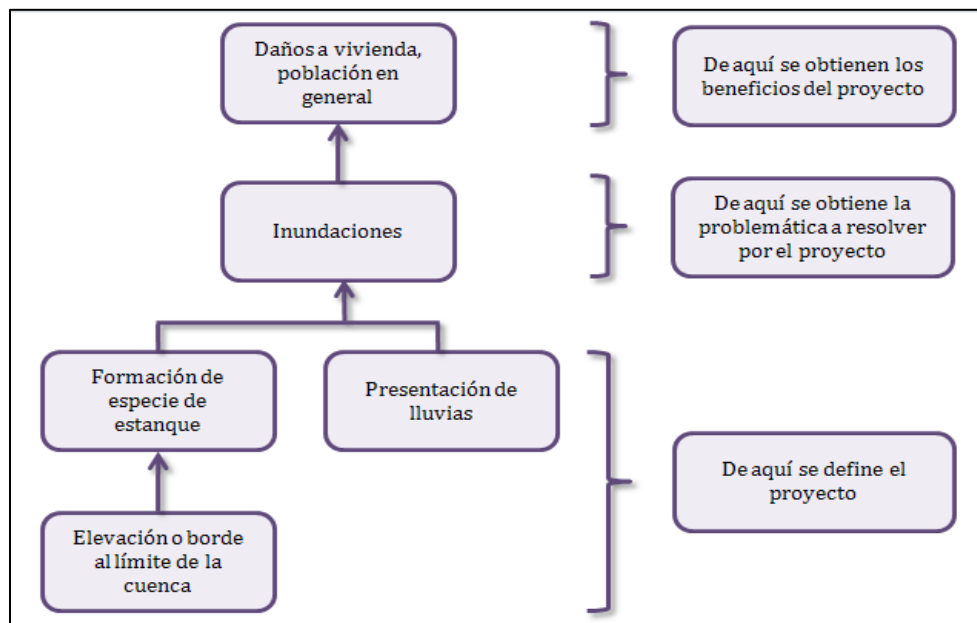 Daños a vivienda,
población en
general
De aquí se obtienen los
beneficios del proyecto
Inundaciones
De aquí se obtiene la
problemática a resolver
por el proyecto
Formación de
especie de
estanque
Presentación de
lluvias
De aquí se define el
proyecto
Elevación o borde
al límite de la
cuenca